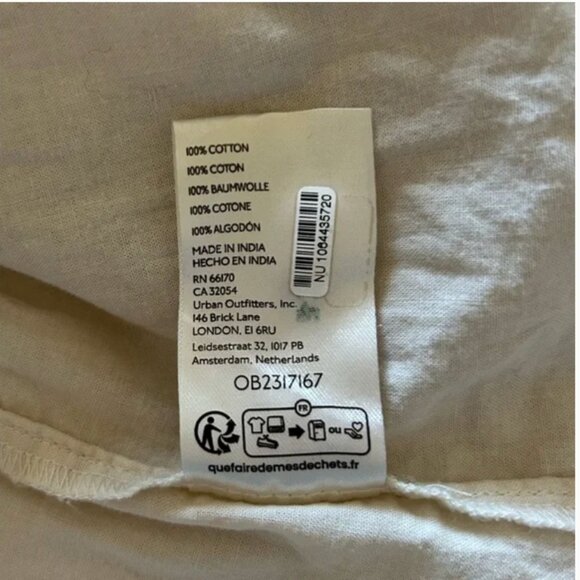 100% COTTON
100% COTON
100% BAUMWOLLE
100% COTONE
100% ALGODÓN
MADE IN INDIA
HECHO EN INDIA
RN 66170
CA 32054
Urban Outfitters, Inc.
146 Brick Lane
LONDON, E1 6RU
Leidsestraat 32, 1017 PB
Amsterdam, Netherlands
OB2317167
NU 1064435720
FR
ou
quefairedemesdechets.fr